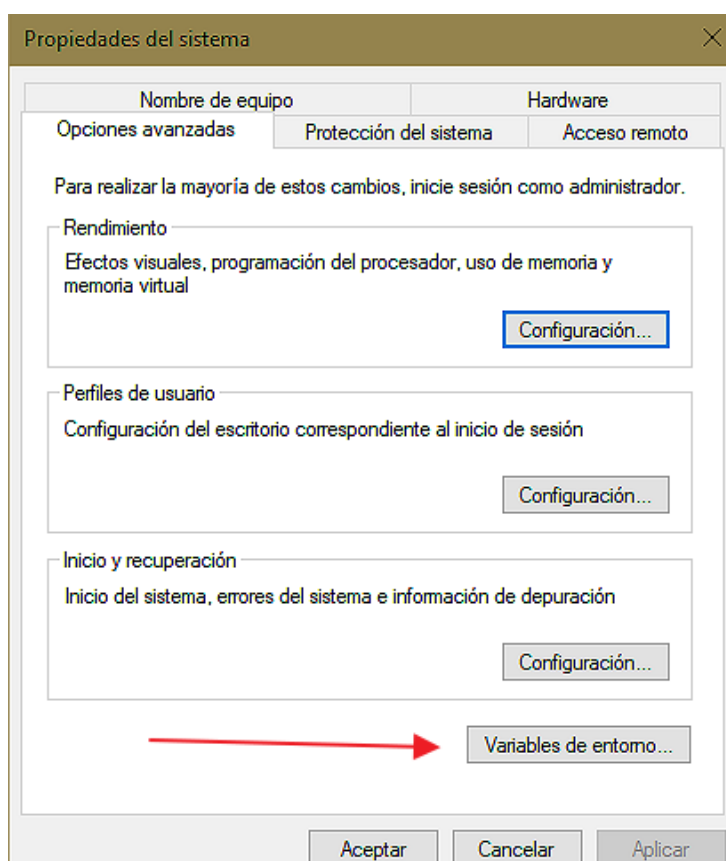 Propiedades del sistema
Nombre de equipo
Hardware
Opciones avanzadas
Protección del sistema
Acceso remoto
Para realizar la mayoría de estos cambios, inicie sesión como administrador.
Rendimiento
Efectos visuales, programación del procesador, uso de memoria y
memoria virtual
Configuración...
Perfiles de usuario
Configuración del escritorio correspondiente al inicio de sesión
Configuración...
Inicio y recuperación
Inicio del sistema, errores del sistema e información de depuración
Configuración...
Variables de entorno...
Aceptar
Cancelar
Aplicar